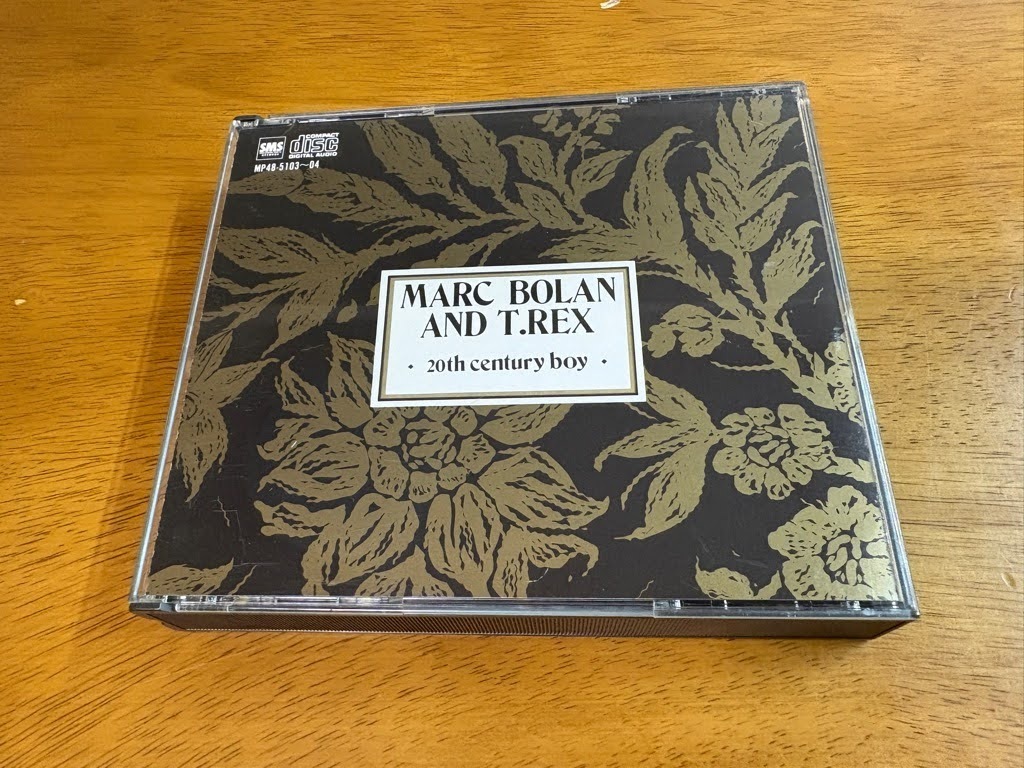 SMS
COMPACT
disc
DIGITAL AUDIO
MP48-5103～04
MARC BOLAN
AND T.REX
• 20th century boy •